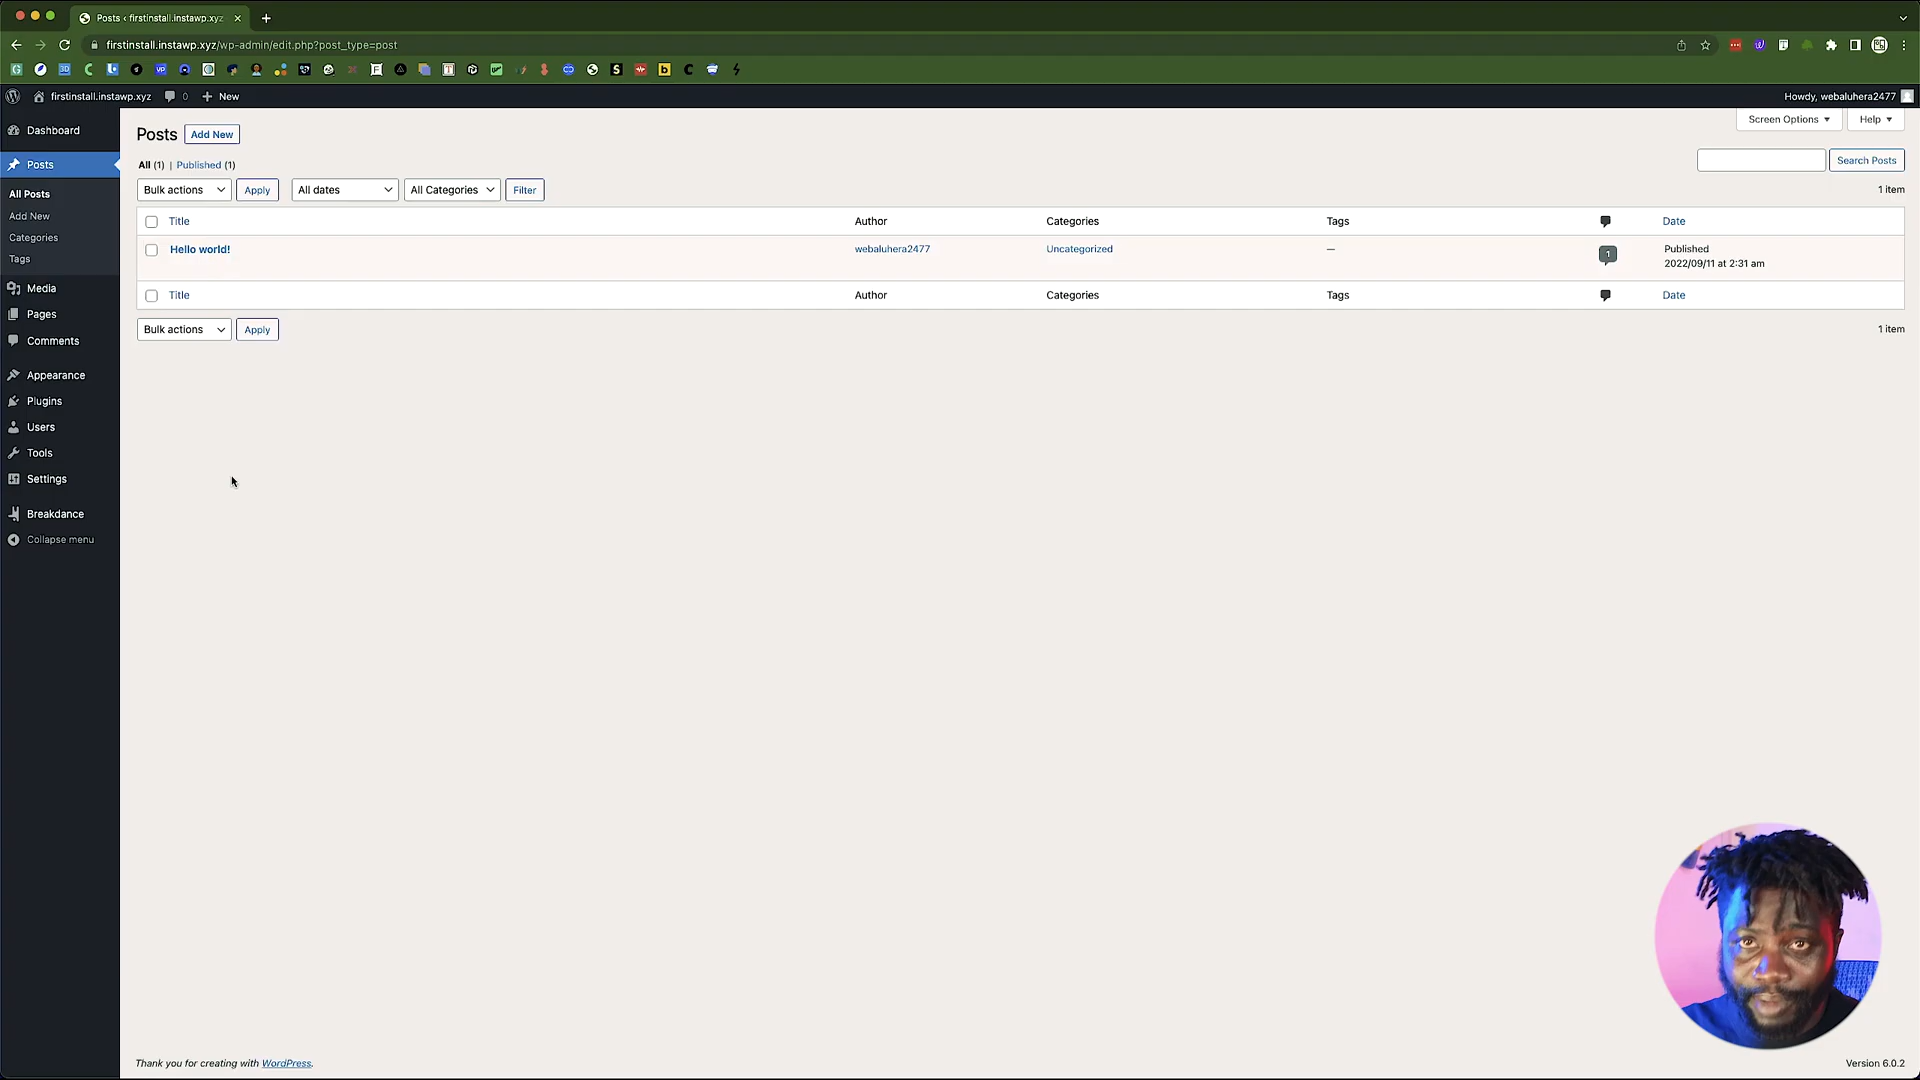 Posts ‹ firstinstall.instawp.xyz
firstinstall.instawp.xyz/wp-admin/edit.php?post_type=post
firstinstall.instawp.xyz 0 New
Howdy, webaluhera2477
Dashboard
Posts
All Posts
Add New
Categories
Tags
Media
Pages
Comments
Appearance
Plugins
Users
Tools
Settings
Breakdance
Collapse menu
Posts Add New
Screen Options Help
All (1) | Published (1)
Search Posts
Bulk actions Apply All dates All Categories Filter
1 item
Title Author Categories Tags Date
Hello world! webaluhera2477 Uncategorized — 1 Published
2022/09/11 at 2:31 am
Title Author Categories Tags Date
Bulk actions Apply
1 item
Thank you for creating with WordPress.
Version 6.0.2